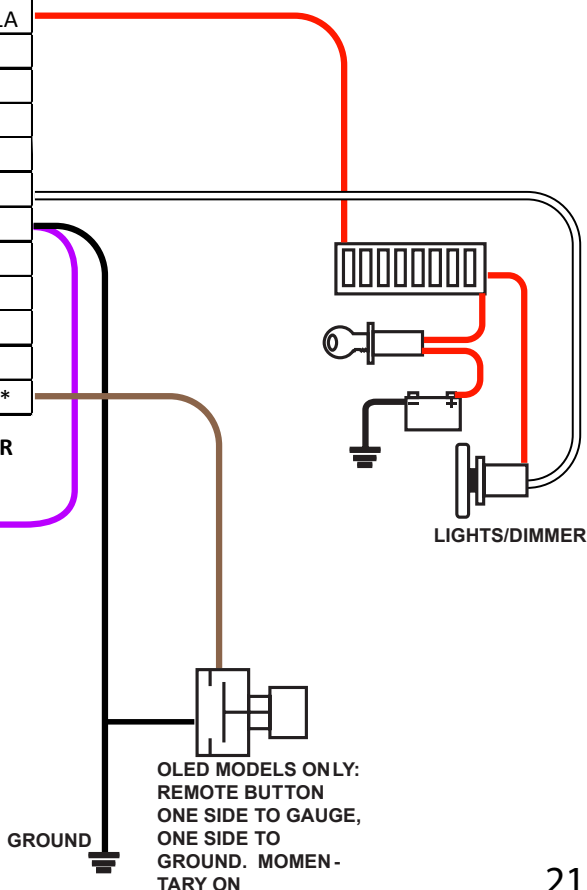 LA
*
R
LIGHTS/DIMMER
OLED MODELS ONLY:
REMOTE BUTTON
ONE SIDE TO GAUGE,
ONE SIDE TO
GROUND. MOMEN-
TARY ON
GROUND
21